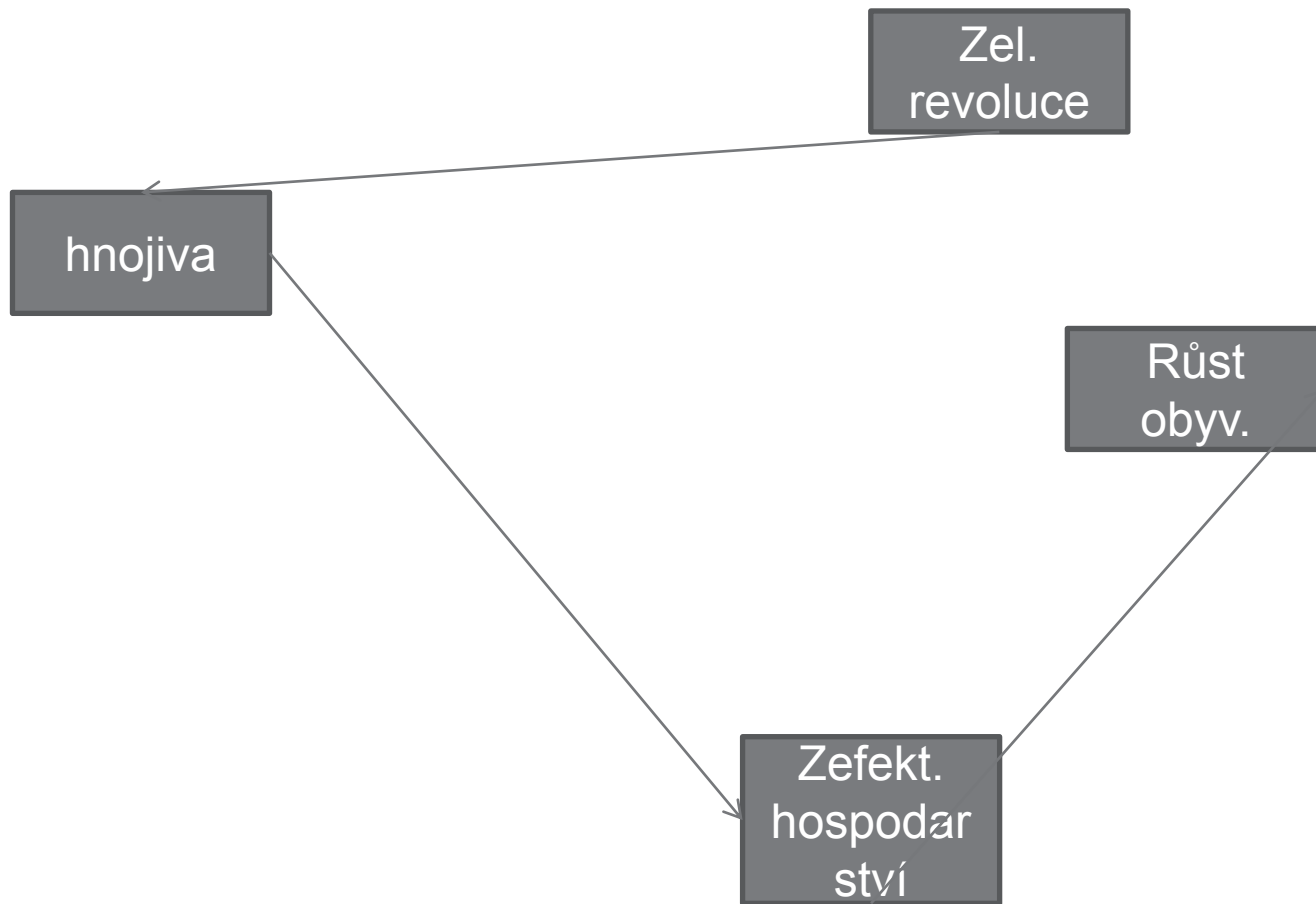 Zel.
revoluce
hnojiva
Růst
obyv.
Zefekt.
hospodar
ství